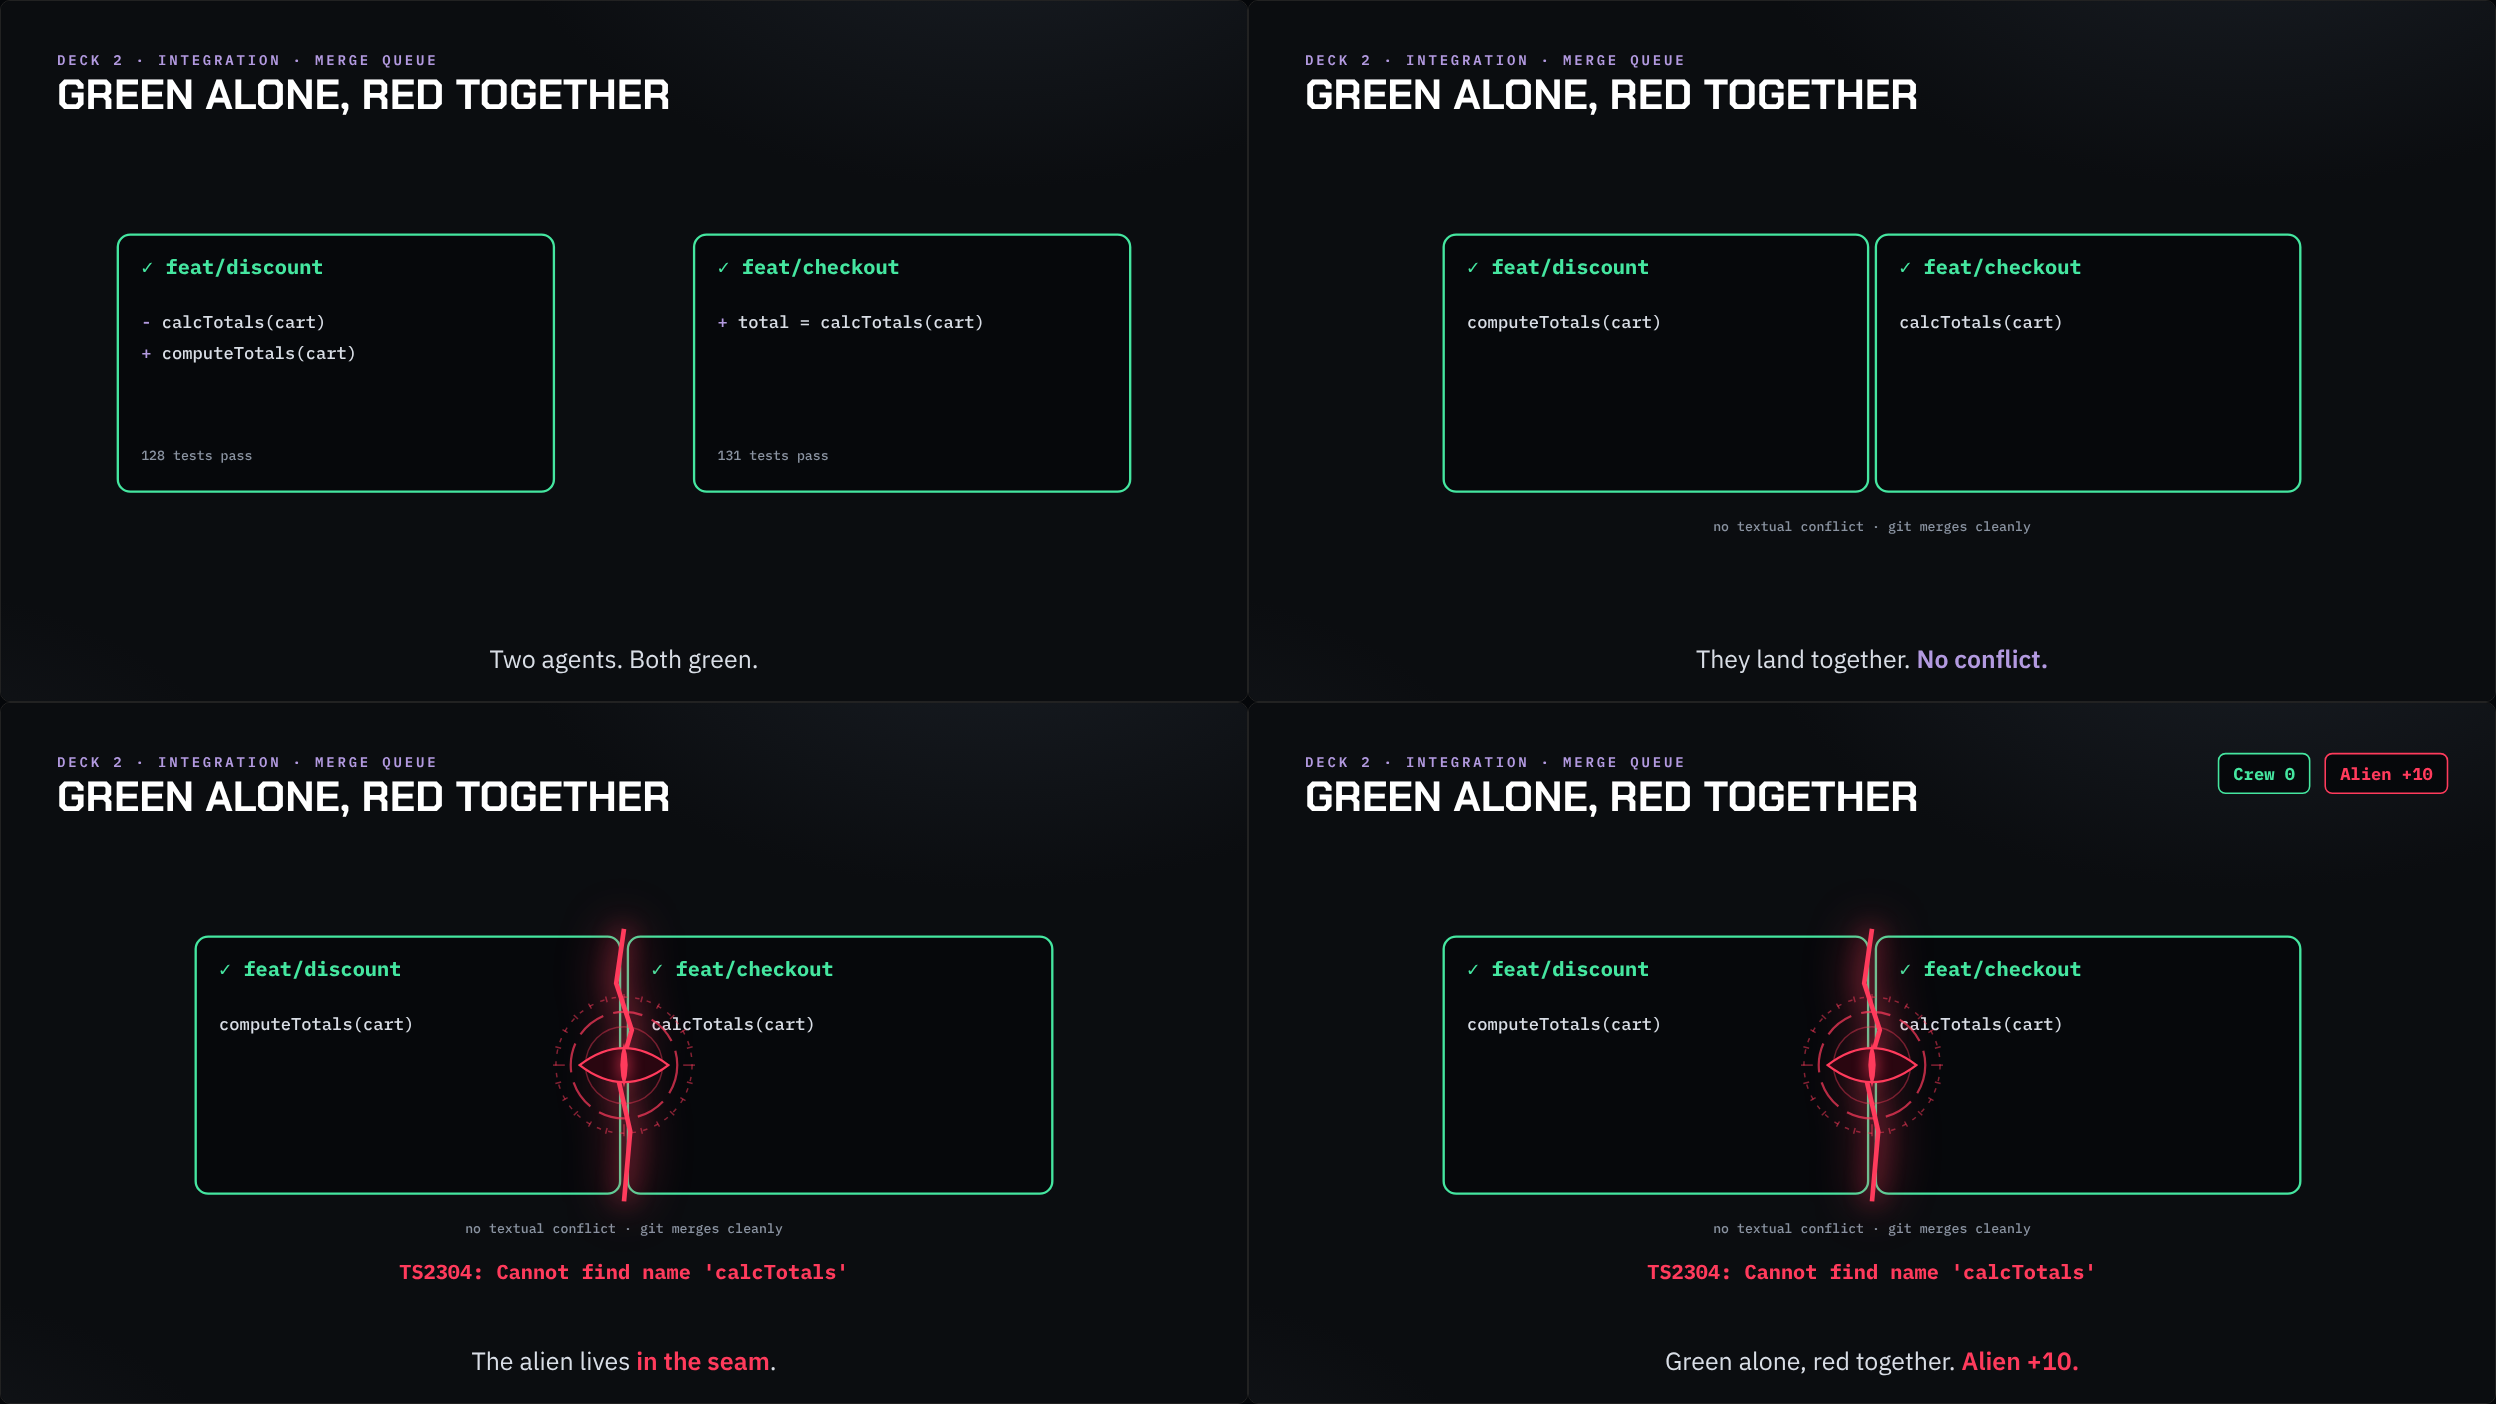 DECK 2 · INTEGRATION · MERGE QUEUE
GREEN ALONE, RED TOGETHER
✓ feat/discount
- calcTotals(cart)
+ computeTotals(cart)
128 tests pass
✓ feat/checkout
+ total = calcTotals(cart)
131 tests pass
Two agents. Both green.
DECK 2 · INTEGRATION · MERGE QUEUE
GREEN ALONE, RED TOGETHER
✓ feat/discount
computeTotals(cart)
✓ feat/checkout
calcTotals(cart)
no textual conflict · git merges cleanly
They land together. No conflict.
DECK 2 · INTEGRATION · MERGE QUEUE
GREEN ALONE, RED TOGETHER
✓ feat/discount
computeTotals(cart)
✓ feat/checkout
calcTotals(cart)
no textual conflict · git merges cleanly
TS2304: Cannot find name 'calcTotals'
The alien lives in the seam.
DECK 2 · INTEGRATION · MERGE QUEUE
GREEN ALONE, RED TOGETHER
Crew 0
Alien +10
✓ feat/discount
computeTotals(cart)
✓ feat/checkout
calcTotals(cart)
no textual conflict · git merges cleanly
TS2304: Cannot find name 'calcTotals'
Green alone, red together. Alien +10.